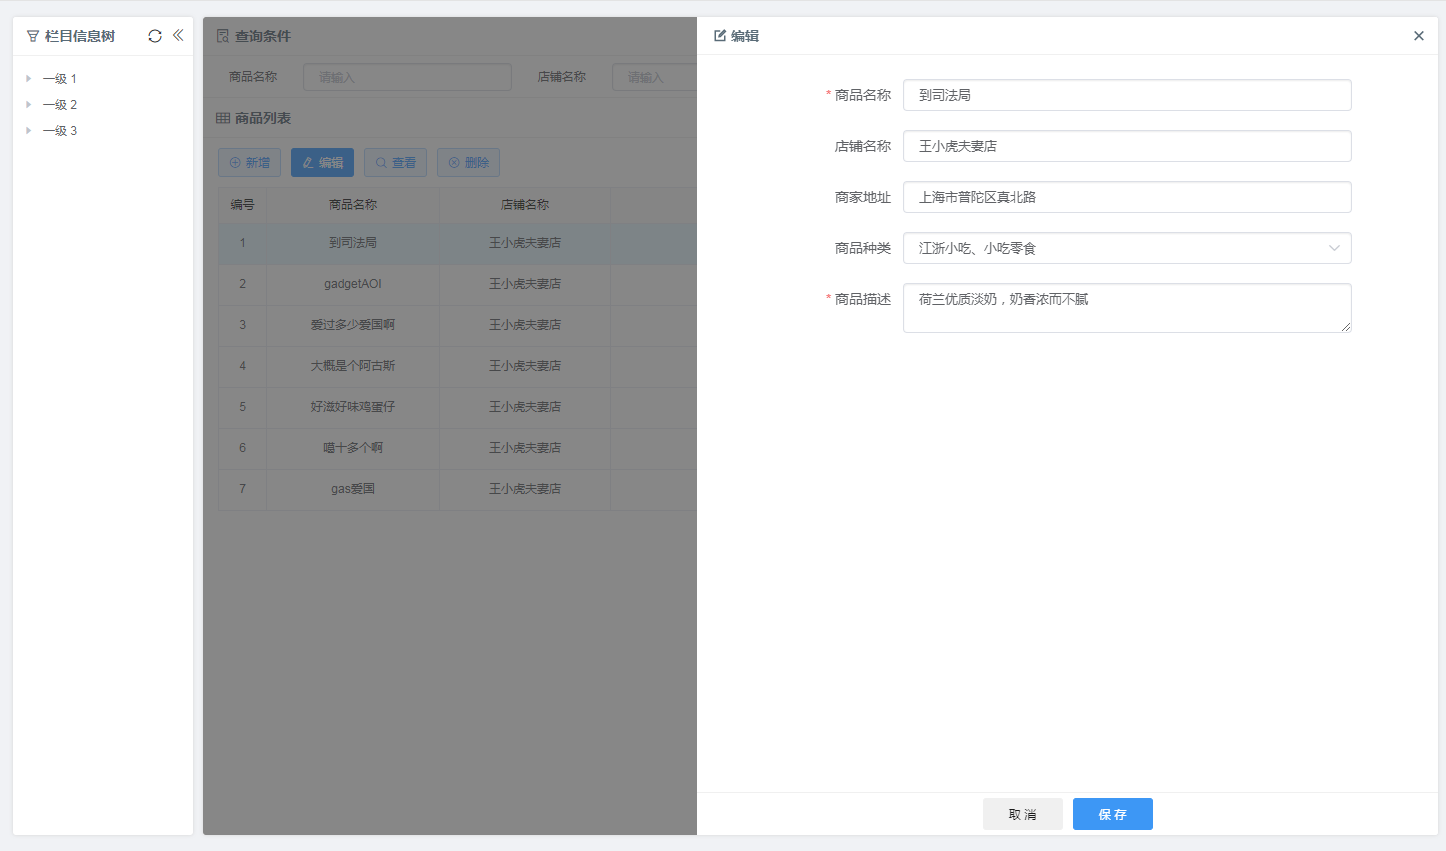 栏目信息树
一级 1
一级 2
一级 3
查询条件
商品名称 请输入 店铺名称 请输入
商品列表
新增 编辑 查看 删除
编号 商品名称 店铺名称
1 到司法局 王小虎夫妻店
2 gadgetAOI 王小虎夫妻店
3 爱过多少爱国啊 王小虎夫妻店
4 大概是个阿古斯 王小虎夫妻店
5 好滋好味鸡蛋仔 王小虎夫妻店
6 喵十多个啊 王小虎夫妻店
7 gas爱国 王小虎夫妻店
编辑
* 商品名称 到司法局
店铺名称 王小虎夫妻店
商家地址 上海市普陀区真北路
商品种类 江浙小吃、小吃零食
* 商品描述 荷兰优质淡奶，奶香浓而不腻
取 消 保 存